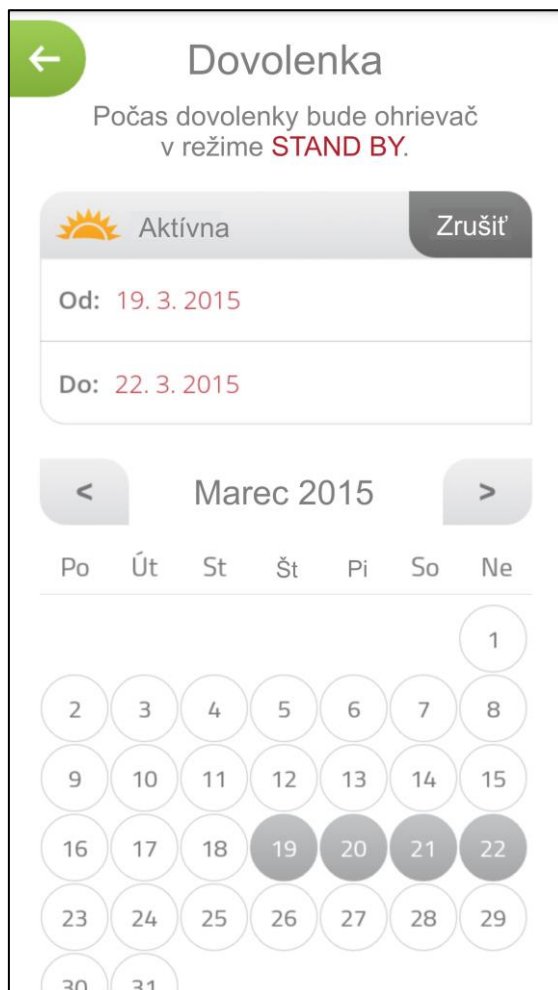 Dovolenka
Počas dovolenky bude ohrievač
v režime STAND BY.
Aktívna Zrušiť
Od: 19. 3. 2015
Do: 22. 3. 2015
< Marec 2015 >
Po Út St Št Pi So Ne
1
2 3 4 5 6 7 8
9 10 11 12 13 14 15
16 17 18 19 20 21 22
23 24 25 26 27 28 29
30 31